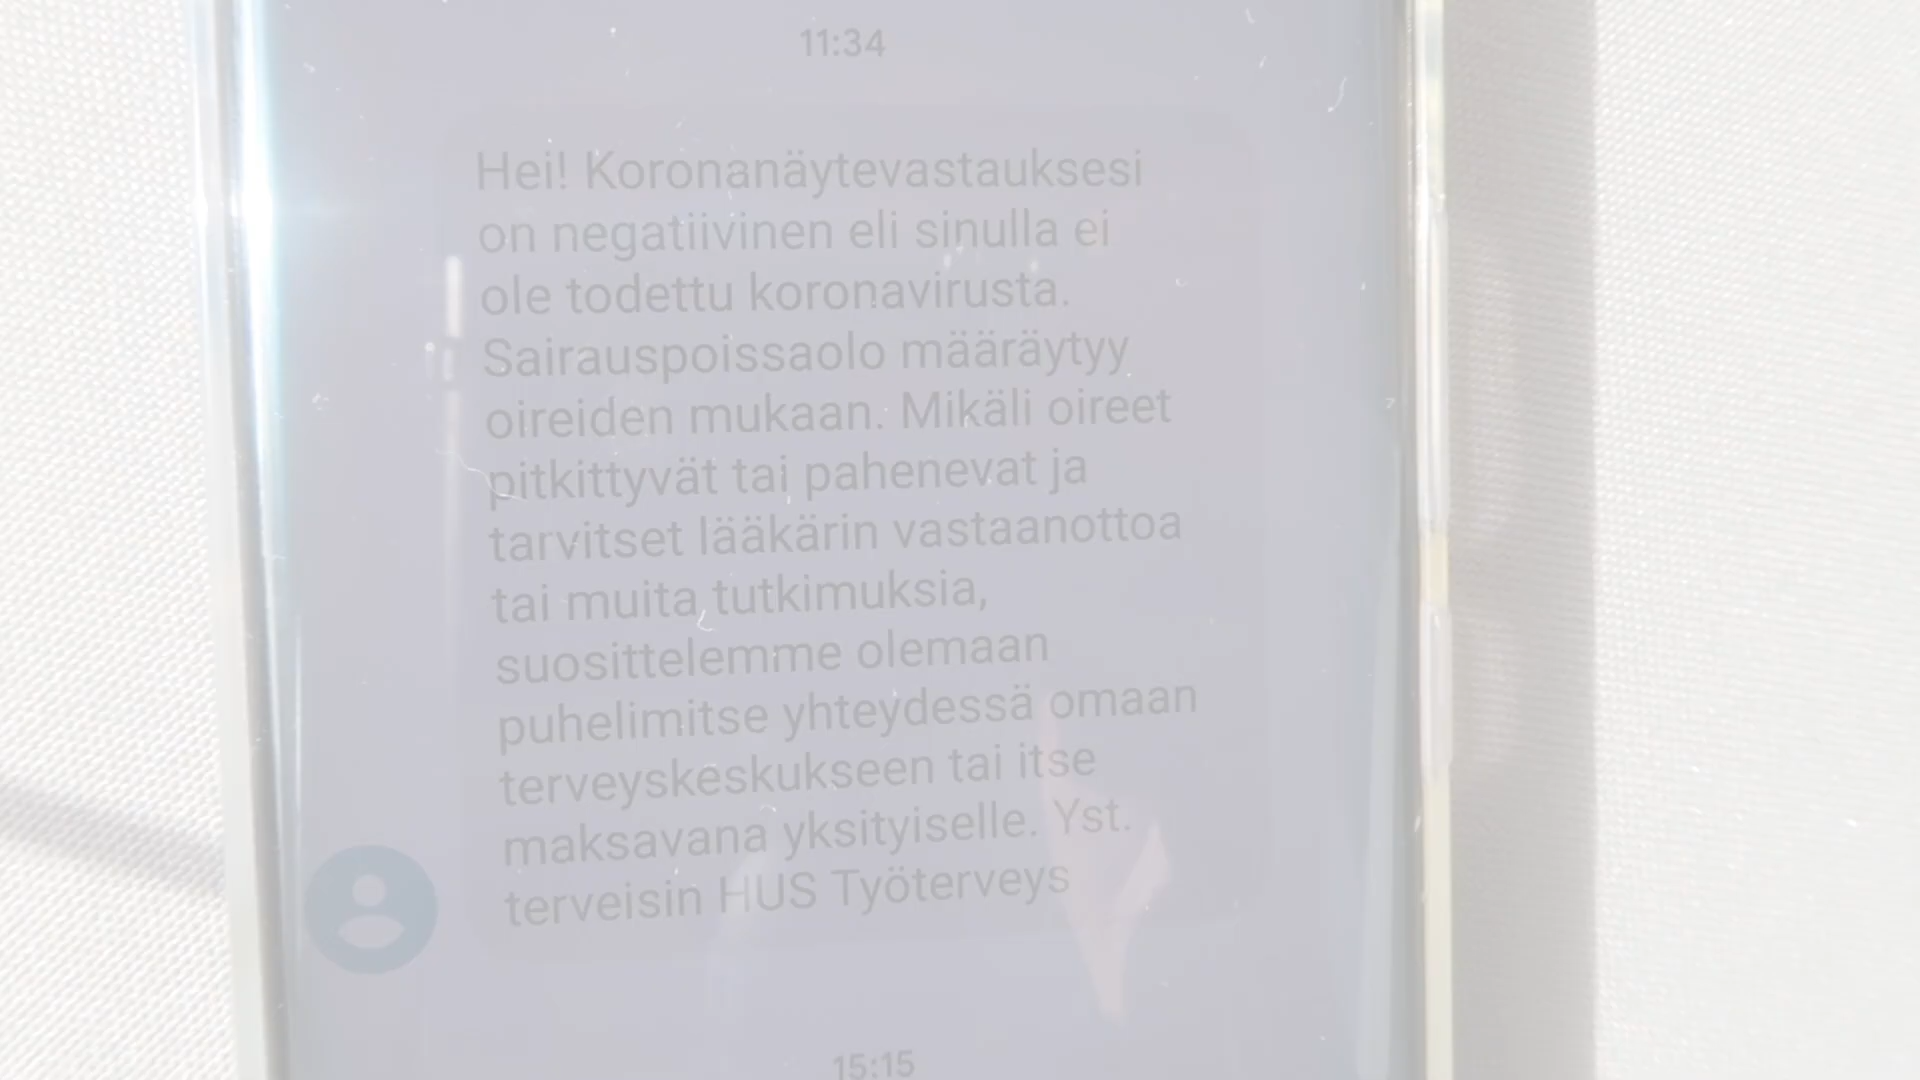 11:34
Hei! Koronanäytevastauksesi
on negatiivinen eli sinulla ei
ole todettu koronavirusta.
Sairauspoissaolo määräytyy
oireiden mukaan. Mikäli oireet
pitkittyvät tai pahenevat ja
tarvitset lääkärin vastaanottoa
tai muita tutkimuksia,
suosittelemme olemaan
puhelimitse yhteydessä omaan
terveyskeskukseen tai itse
maksavana yksityiselle. Yst.
terveisin HUS Työterveys
15:15